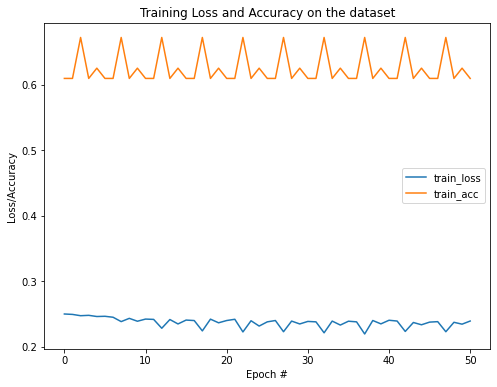 Training Loss and Accuracy on the dataset
Loss/Accuracy
0.6
0.5
0.4
0.3
0.2
train_loss
train_acc
0 10 20 30 40 50
Epoch #